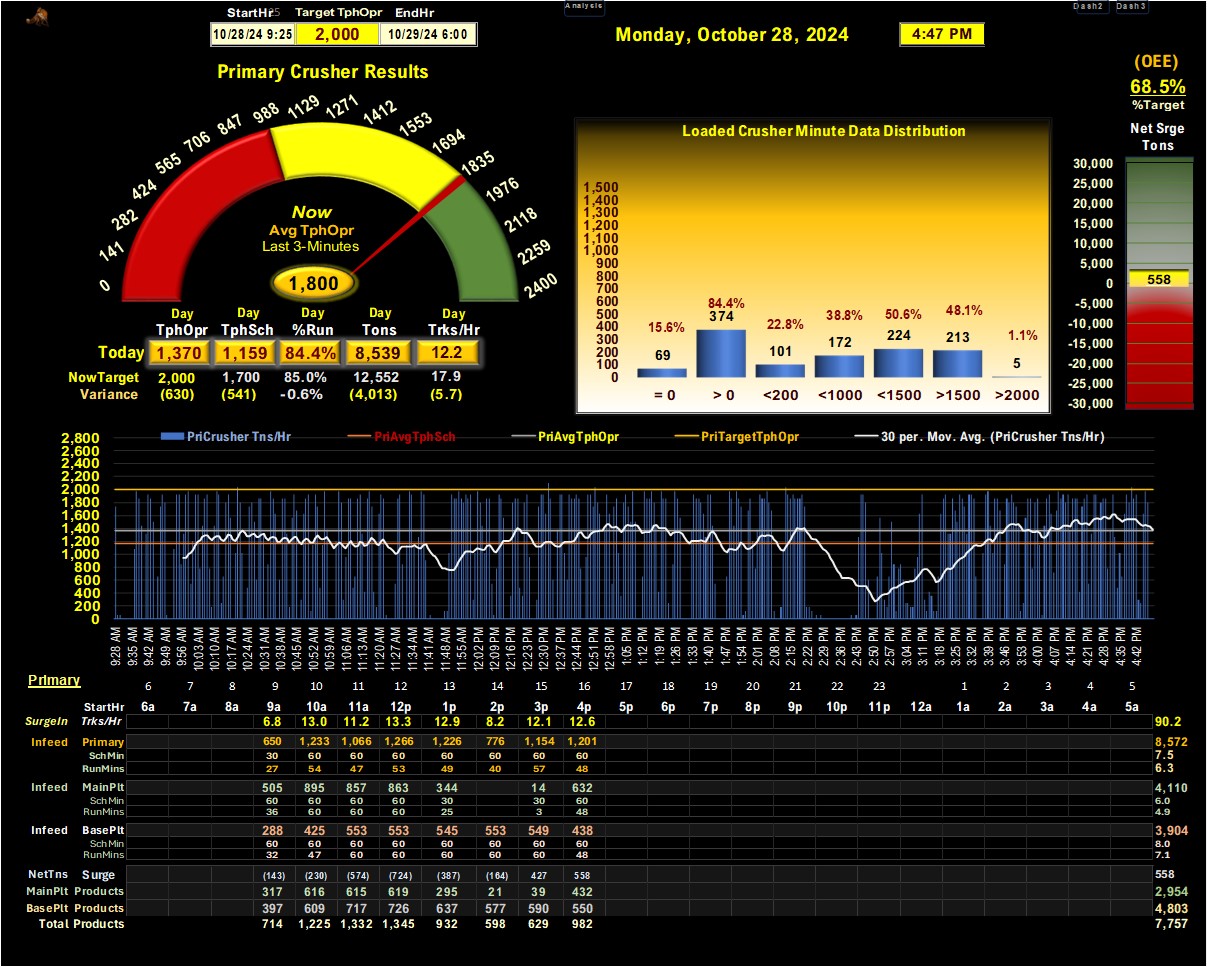 StartHr Target TphOpr EndHr
10/28/24 9:25 2,000 10/29/24 6:00
Analysis
Dash2 Dash3
Monday, October 28, 2024
4:47 PM
(OEE)
68.5%
%Target
Primary Crusher Results
0 141 282 424 565 706 847 988 1129 1271 1412 1553 1694 1835 1976 2118 2259 2400
Now
Avg TphOpr
Last 3-Minutes
1,800
Day Day Day Day Day
TphOpr TphSch %Run Tons Trks/Hr
Today 1,370 1,159 84.4% 8,539 12.2
NowTarget 2,000 1,700 85.0% 12,552 17.9
Variance (630) (541) -0.6% (4,013) (5.7)
Loaded Crusher Minute Data Distribution
1,500
1,400
1,300
1,200
1,100
1,000
900
800
700
600
500
400
300
200
100
0
15.6% 84.4% 22.8% 38.8% 50.6% 48.1% 1.1%
69 374 101 172 224 213 5
= 0 > 0 <200 <1000 <1500 >1500 >2000
Net Srge
Tons
30,000
25,000
20,000
15,000
10,000
5,000
0
-5,000
-10,000
-15,000
-20,000
-25,000
-30,000
558
PriCrusher Tns/Hr PriAvgTphSch PriAvgTphOpr PriTargetTphOpr 30 per. Mov. Avg. (PriCrusher Tns/Hr)
2,800
2,600
2,400
2,200
2,000
1,800
1,600
1,400
1,200
1,000
800
600
400
200
0
9:28 AM 9:35 AM 9:42 AM 9:49 AM 9:56 AM 10:03 AM 10:10 AM 10:17 AM 10:24 AM 10:31 AM 10:38 AM 10:45 AM 10:52 AM 10:59 AM 11:06 AM 11:13 AM 11:20 AM 11:27 AM 11:34 AM 11:41 AM 11:48 AM 11:55 AM 12:02 PM 12:09 PM 12:16 PM 12:23 PM 12:30 PM 12:37 PM 12:44 PM 12:51 PM 12:58 PM 1:05 PM 1:12 PM 1:19 PM 1:26 PM 1:33 PM 1:40 PM 1:47 PM 1:54 PM 2:01 PM 2:08 PM 2:15 PM 2:22 PM 2:29 PM 2:36 PM 2:43 PM 2:50 PM 2:57 PM 3:04 PM 3:11 PM 3:18 PM 3:25 PM 3:32 PM 3:39 PM 3:46 PM 3:53 PM 4:00 PM 4:07 PM 4:14 PM 4:21 PM 4:28 PM 4:35 PM 4:42 PM
Primary
6 7 8 9 10 11 12 13 14 15 16 17 18 19 20 21 22 23 1 2 3 4 5
StartHr 6a 7a 8a 9a 10a 11a 12p 1p 2p 3p 4p 5p 6p 7p 8p 9p 10p 11p 12a 1a 2a 3a 4a 5a
SurgeIn Trks/Hr 6.8 13.0 11.2 13.3 12.9 8.2 12.1 12.6 90.2
Infeed Primary 650 1,233 1,066 1,266 1,226 776 1,154 1,201 8,572
SchMin 30 60 60 60 60 60 60 60 7.5
RunMins 27 54 47 53 49 40 57 48 6.3
Infeed MainPlt 505 895 857 863 344 14 632 4,110
SchMin 60 60 60 60 30 30 60 6.0
RunMins 36 60 60 60 25 3 48 4.9
Infeed BasePlt 288 425 553 553 545 553 549 438 3,904
SchMin 60 60 60 60 60 60 60 60 8.0
RunMins 32 47 60 60 60 60 60 48 7.1
NetTns Surge (143) (230) (574) (724) (387) (164) 427 558 558
MainPlt Products 317 616 615 619 295 21 39 432 2,954
BasePlt Products 397 609 717 726 637 577 590 550 4,803
Total Products 714 1,225 1,332 1,345 932 598 629 982 7,757